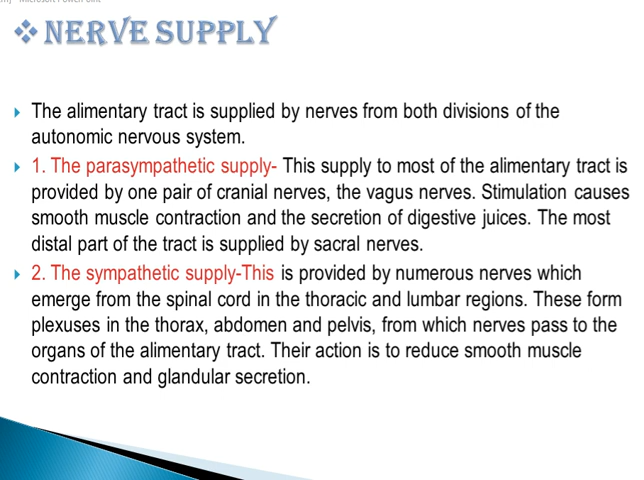 NERVE SUPPLY
The alimentary tract is supplied by nerves from both divisions of the
autonomic nervous system.
1. The parasympathetic supply- This supply to most of the alimentary tract is
provided by one pair of cranial nerves, the vagus nerves. Stimulation causes
smooth muscle contraction and the secretion of digestive juices. The most
distal part of the tract is supplied by sacral nerves.
2. The sympathetic supply-This is provided by numerous nerves which
emerge from the spinal cord in the thoracic and lumbar regions. These form
plexuses in the thorax, abdomen and pelvis, from which nerves pass to the
organs of the alimentary tract. Their action is to reduce smooth muscle
contraction and glandular secretion.